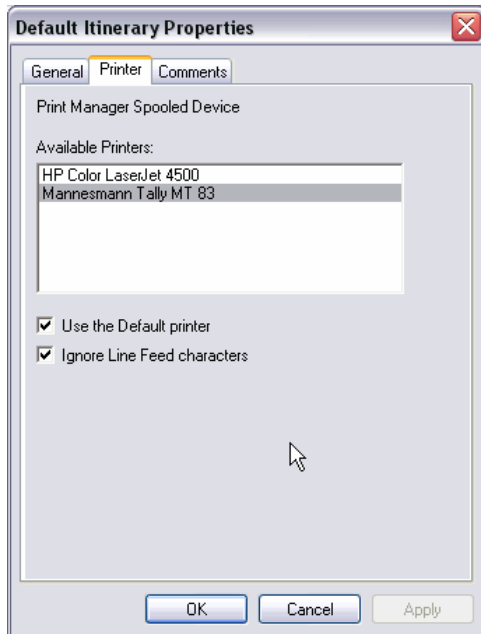 Default Itinerary Properties
General Printer Comments
Print Manager Spooled Device
Available Printers:
HP Color LaserJet 4500
Mannesmann Tally MT 83
Use the Default printer
Ignore Line Feed characters
OK Cancel Apply